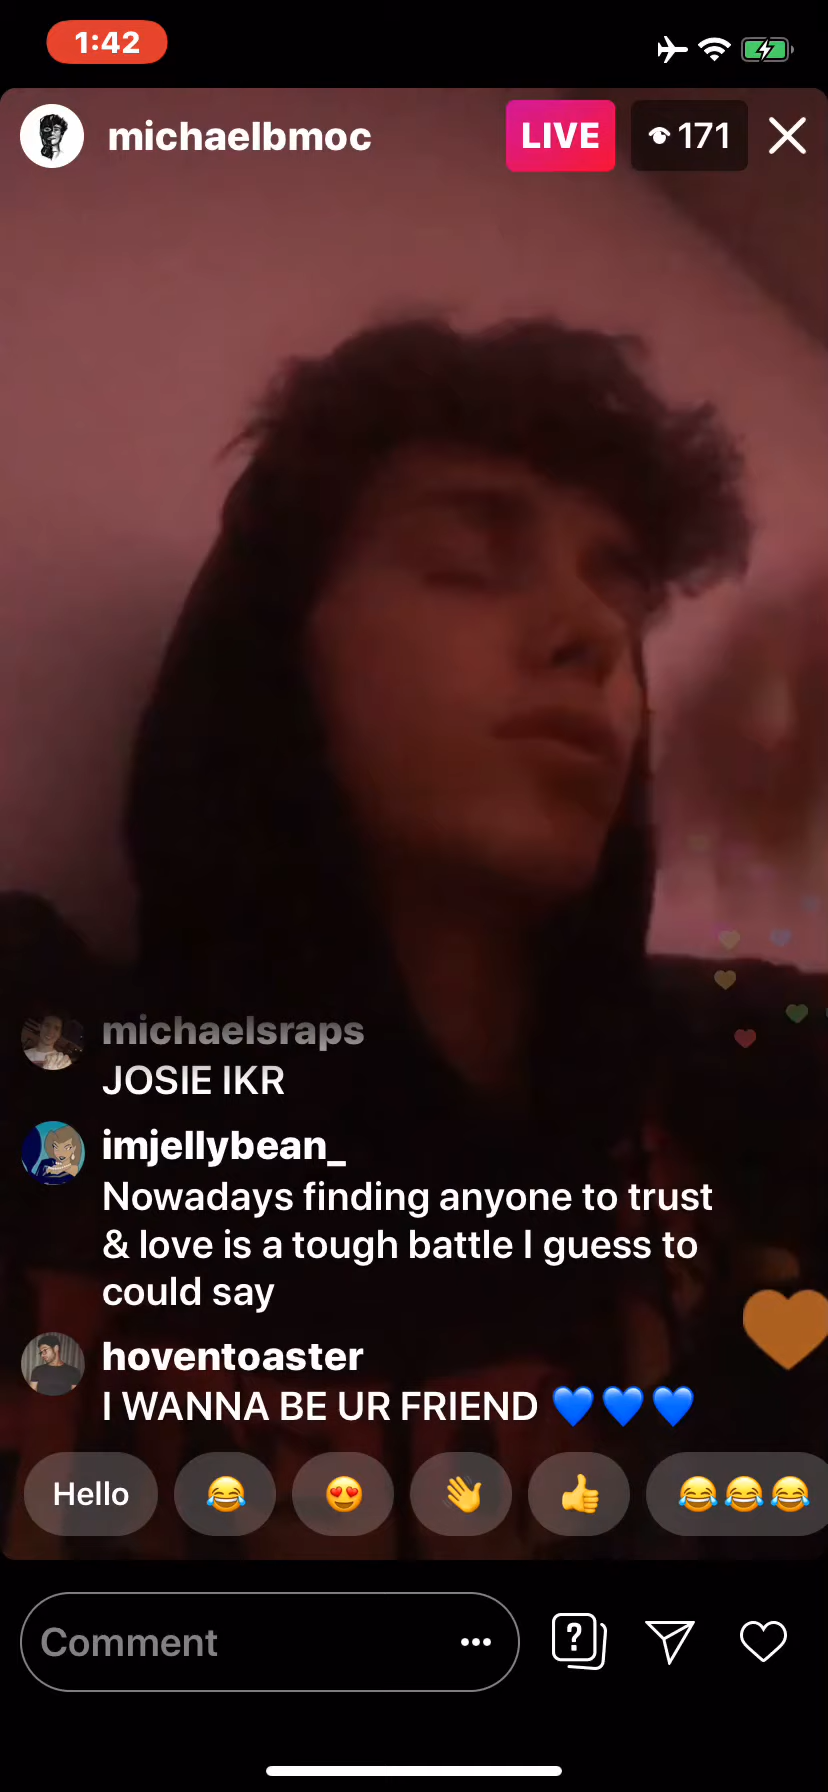 1:42
michaelbmoc
LIVE
171
michaelsraps
JOSIE IKR
imjellybean_
Nowadays finding anyone to trust
& love is a tough battle I guess to
could say
hoventoaster
I WANNA BE UR FRIEND 💙💙💙
Hello 😂 😍 👋 👍 😂😂😂
Comment
?